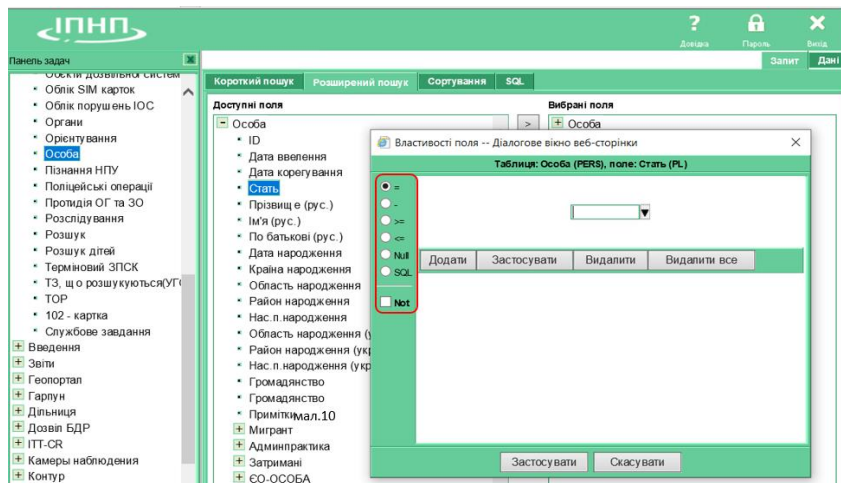 ІПНП
Довідка Пароль Вихід
Панель задач
Запит Дані
Обєкти дозвільної систем
Облік SIM карток
Облік порушень ІОС
Органи
Орієнтування
Особа
Пізнання НПУ
Поліцейські операції
Протидія ОГ та ЗО
Розслідування
Розшук
Розшук дітей
Терміновий ЗПСК
ТЗ, що розшукуються(УГО
ТОР
102 - картка
Службове завдання
Введення
Звіти
Геопортал
Гарпун
Дільниця
Дозвіл БДР
ІТТ-CR
Камеры наблюдения
Контур
Короткий пошук Розширений пошук Сортування SQL
Доступні поля
Особа
ID
Дата ввелення
Дата корегування
Стать
Прізвище (рус.)
Ім'я (рус.)
По батькові (рус.)
Дата народження
Країна народження
Область народження
Район народження
Нас.п.народження
Область народження (у
Район народження (укр
Нас.п.народження (укр
Громадянство
Громадянство
Примітки мал.10
Мигрант
Админпрактика
Затримані
ЄО-ОСОБА
>
Вибрані поля
Особа
Властивості поля -- Діалогове вікно веб-сторінки
Таблиця: Особа (PERS), поле: Стать (PL)
=
-
>=
<=
Null
SQL
Not
Додати Застосувати Видалити Видалити все
Застосувати Скасувати